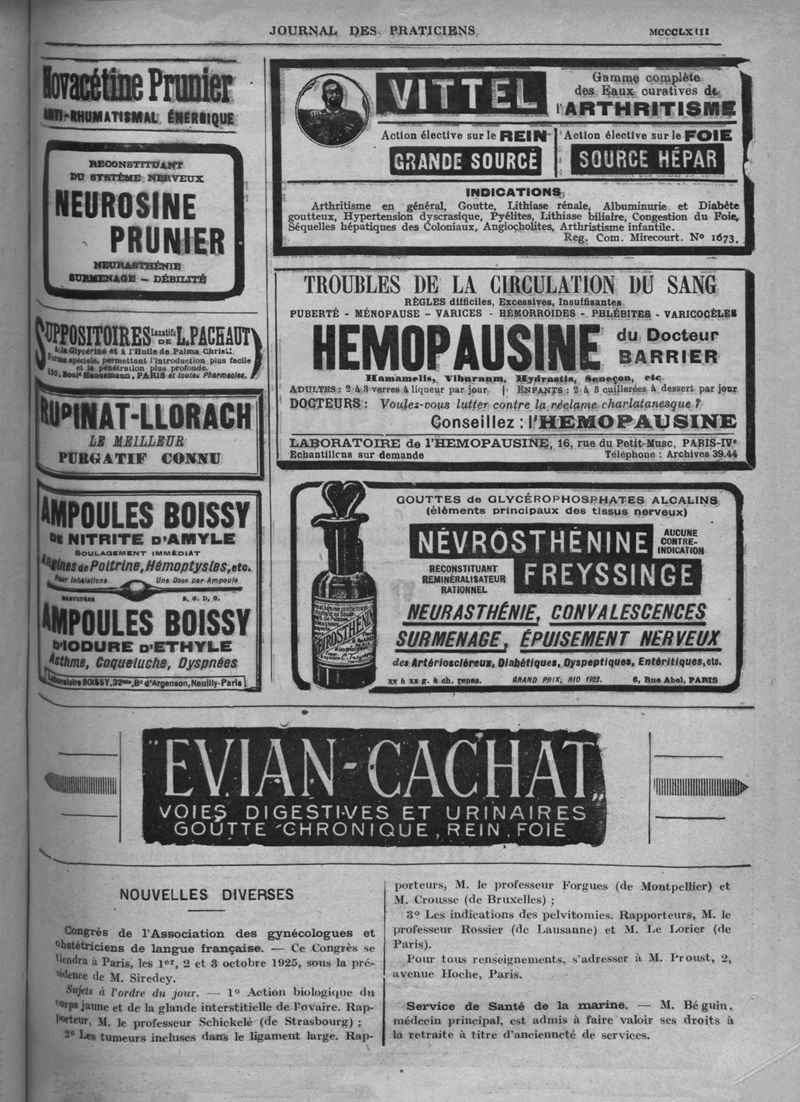 JOURNAL DES PRATICIENS
MCCCLXIII
Novacétine Prunier
ANTI-RHUMATISMAL ÉNERGIQUE
RECONSTITUANT
DU SYSTÈME NERVEUX
NEUROSINE
PRUNIER
NEURASTHÉNIE
SURMENAGE — DÉBILITÉ
SUPPOSITOIRES laxatifs DE L. PACHAUT
à la Glycérine et à l'Huile de Palma Christi.
Forme spéciale, permettant l'introduction plus facile
et la pénétration plus profonde.
130, Boulᵈ Haussmann, PARIS et toutes Pharmacies.
RUPINAT-LLORACH
LE MEILLEUR
PURGATIF CONNU
AMPOULES BOISSY
DE NITRITE D'AMYLE
SOULAGEMENT IMMÉDIAT
Angines de Poitrine, Hémoptysies, etc.
Pour Inhalations Une Dose par Ampoule
S. G. D. G.
AMPOULES BOISSY
D'IODURE D'ETHYLE
Asthme, Coqueluche, Dyspnées
Laboratoire BOISSY, 32 Bᵈ d'Argenson, Neuilly-Paris
VITTEL
Gamme complète
des Eaux curatives de
l'ARTHRITISME
Action élective sur le REIN
GRANDE SOURCE
Action élective sur le FOIE
SOURCE HÉPAR
INDICATIONS
Arthritisme en général, Goutte, Lithiase rénale, Albuminurie et Diabète
goutteux, Hypertension dyscrasique, Pyélites, Lithiase biliaire, Congestion du Foie,
Séquelles hépatiques des Coloniaux, Angiocholites, Arthristisme infantile.
Reg. Com. Mirecourt. Nº 1673.
TROUBLES DE LA CIRCULATION DU SANG
RÈGLES difficiles, Excessives, Insuffisantes
PUBERTÉ - MÉNOPAUSE - VARICES - HÉMORROIDES - PHLÉBITES - VARICOCÈLES
HEMOPAUSINE du Docteur
BARRIER
Hamamelis, Viburnum, Hydrastis, Seneçon, etc.
ADULTES : 2 à 3 verres à liqueur par jour. | ENFANTS : 2 à 3 cuillerées à dessert par jour
DOCTEURS : Voulez-vous lutter contre la réclame charlatanesque ?
Conseillez : l'HEMOPAUSINE
LABORATOIRE de l'HEMOPAUSINE, 16, rue du Petit-Musc, PARIS-IVᵉ
Echantillons sur demande Téléphone : Archives 39.44
GOUTTES de GLYCÉROPHOSPHATES ALCALINS
(éléments principaux des tissus nerveux)
NÉVROSTHÉNINE
AUCUNE
CONTRE-
INDICATION
RECONSTITUANT
REMINÉRALISATEUR
RATIONNEL
FREYSSINGE
NEURASTHÉNIE, CONVALESCENCES
SURMENAGE, ÉPUISEMENT NERVEUX
des Artérioscléreux, Diabétiques, Dyspeptiques, Entéritiques, etc.
XV à XX g. à ch. repas. GRAND PRIX, RIO 1922. 6, Rue Abel, PARIS
"EVIAN-CACHAT"
VOIES DIGESTIVES ET URINAIRES
GOUTTE CHRONIQUE, REIN, FOIE
NOUVELLES DIVERSES
Congrès de l'Association des gynécologues et
obstétriciens de langue française. — Ce Congrès se
tiendra à Paris, les 1er, 2 et 3 octobre 1925, sous la pré-
sidence de M. Siredey.
Sujets à l'ordre du jour. — 1º Action biologique du
corps jaune et de la glande interstitielle de l'ovaire. Rap-
porteur, M. le professeur Schickelé (de Strasbourg) ;
2º Les tumeurs incluses dans le ligament large. Rap-
porteurs, M. le professeur Forgues (de Montpellier) et
M. Crousse (de Bruxelles) ;
3º Les indications des pelvitomies. Rapporteurs, M. le
professeur Rossier (de Lausanne) et M. Le Lorier (de
Paris).
Pour tous renseignements, s'adresser à M. Proust, 2,
avenue Hoche, Paris.
Service de Santé de la marine. — M. Béguin,
médecin principal, est admis à faire valoir ses droits à
la retraite à titre d'ancienneté de services.